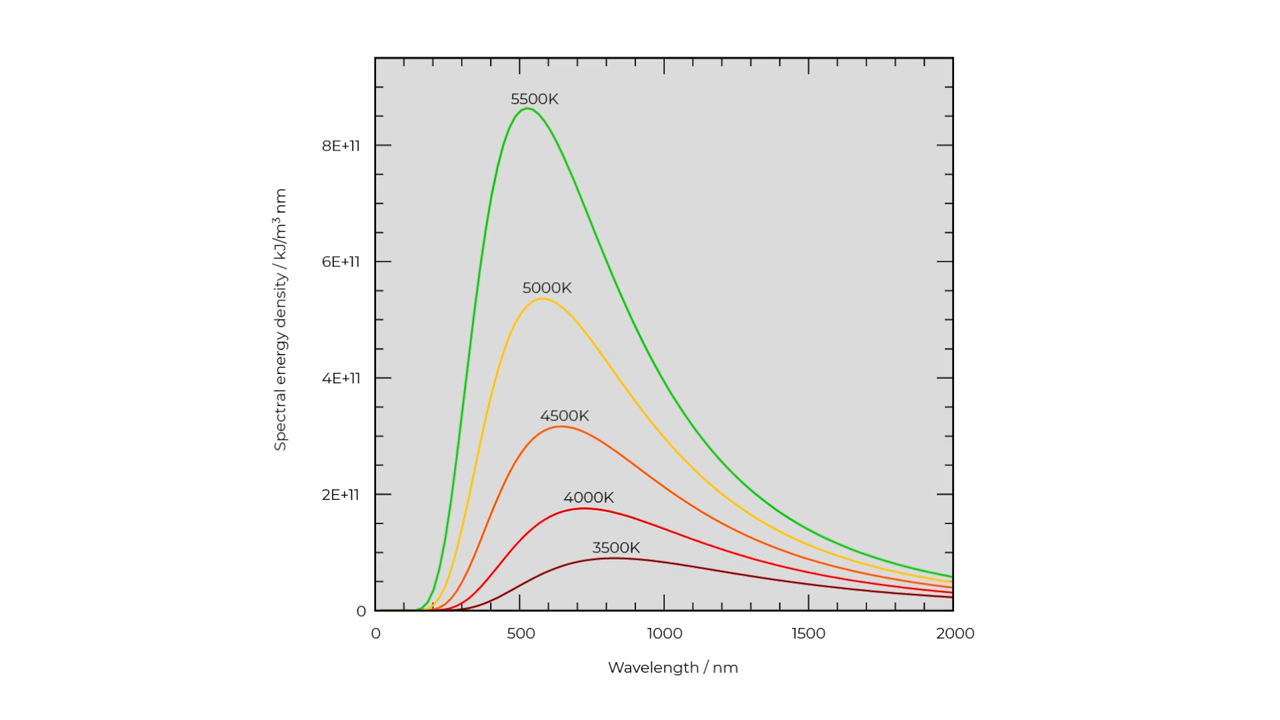 5500K
8E+11
6E+11
5000K
4E+11
4500K
2E+11
4000K
3500K
0
0 500 1000 1500 2000
Wavelength / nm
Spectral energy density / kJ/m³ nm